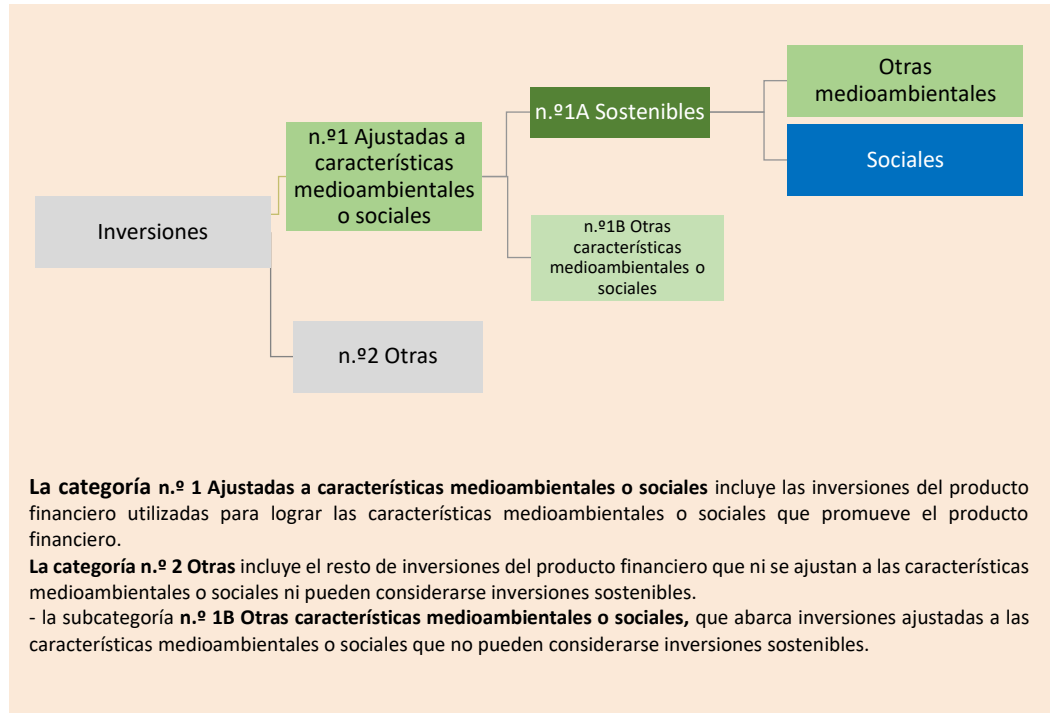 Inversiones
n.º1 Ajustadas a
características
medioambientales
o sociales
n.º2 Otras
n.º1A Sostenibles
n.º1B Otras
características
medioambientales o
sociales
Otras
medioambientales
Sociales
La categoría n.º 1 Ajustadas a características medioambientales o sociales incluye las inversiones del producto
financiero utilizadas para lograr las características medioambientales o sociales que promueve el producto
financiero.
La categoría n.º 2 Otras incluye el resto de inversiones del producto financiero que ni se ajustan a las características
medioambientales o sociales ni pueden considerarse inversiones sostenibles.
- la subcategoría n.º 1B Otras características medioambientales o sociales, que abarca inversiones ajustadas a las
características medioambientales o sociales que no pueden considerarse inversiones sostenibles.